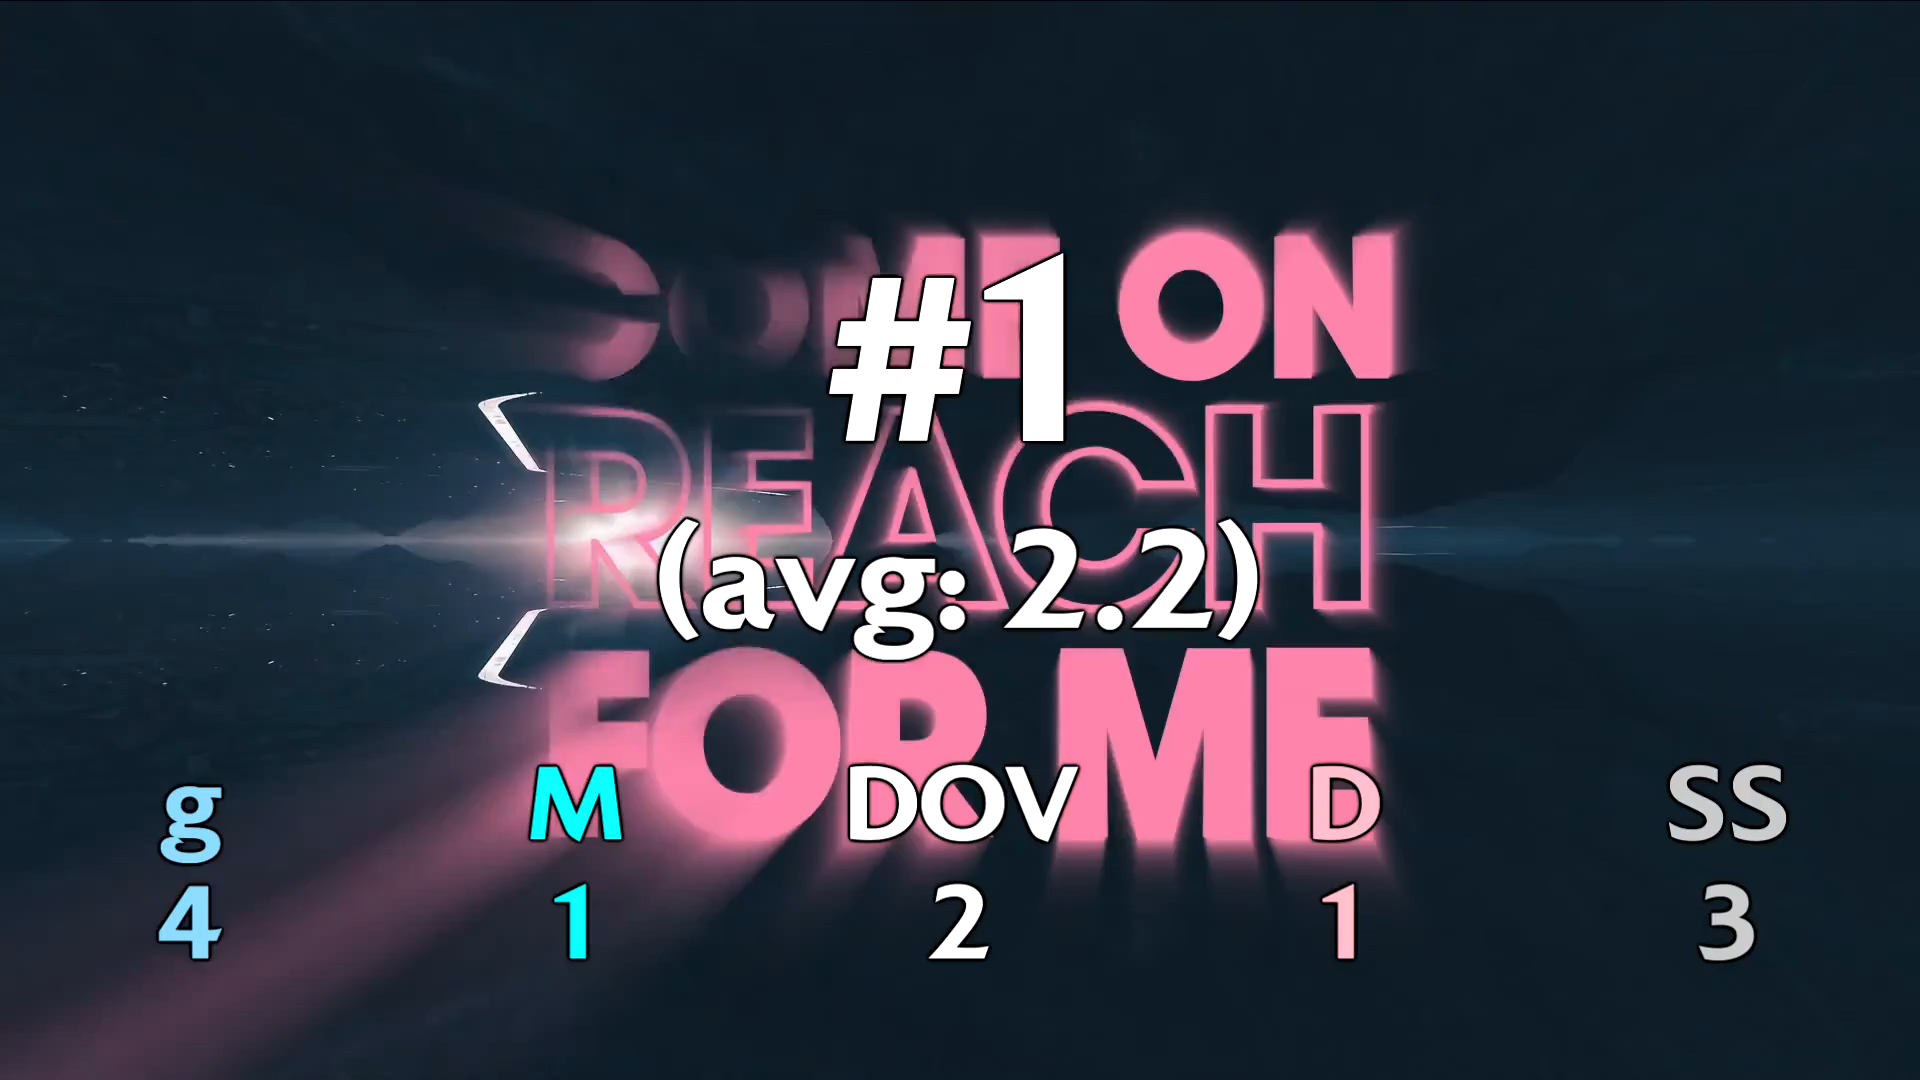 COME ON
#1
REACH
(avg: 2.2)
FOR ME
g M DOV D SS
4 1 2 1 3